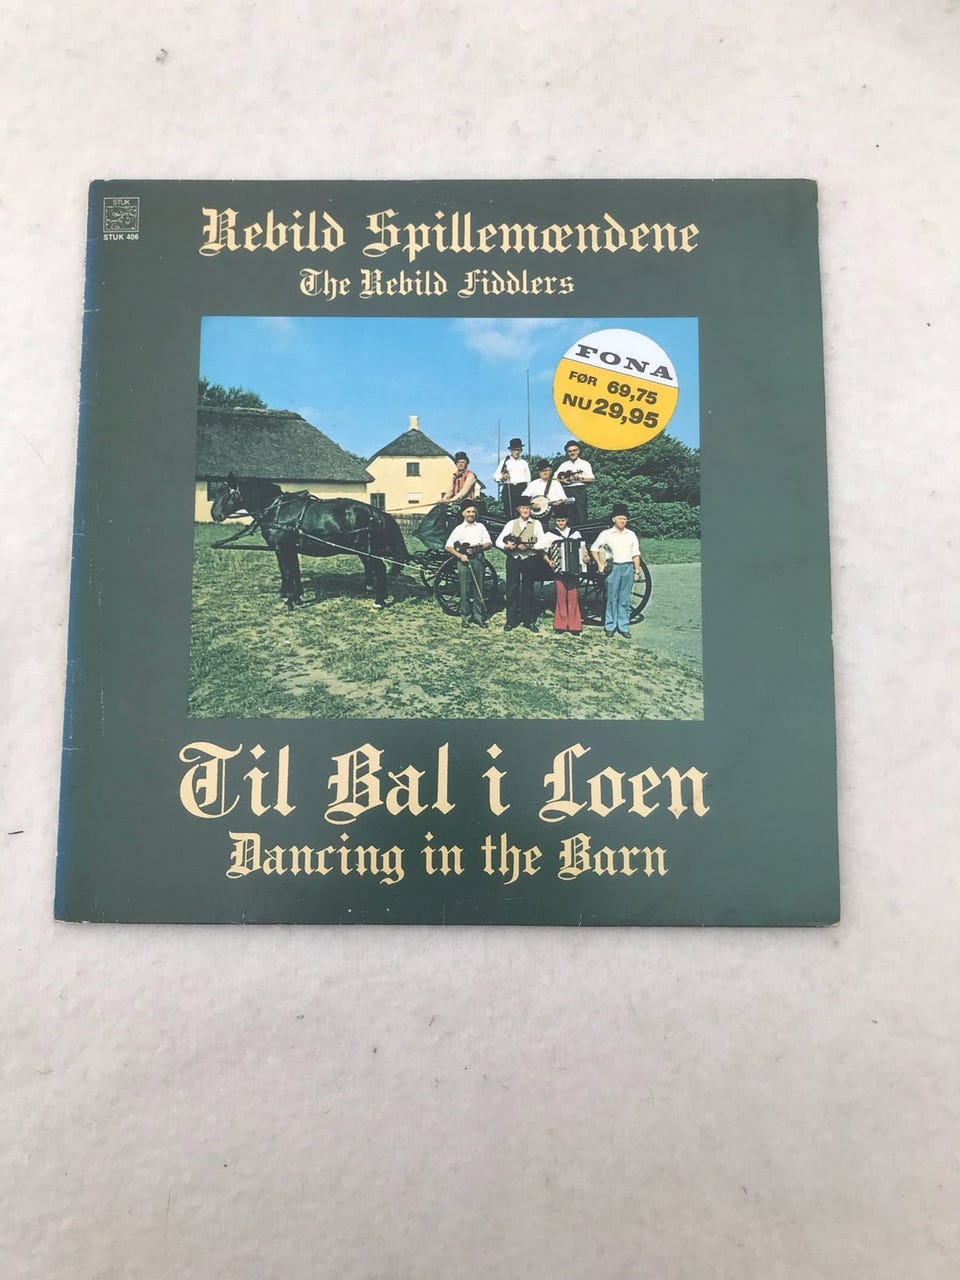 STUK
STUK 406
Rebild Spillemændene
The Rebild Fiddlers
FONA
FØR 69,75
NU 29,95
Til Bal i Loen
Dancing in the Barn